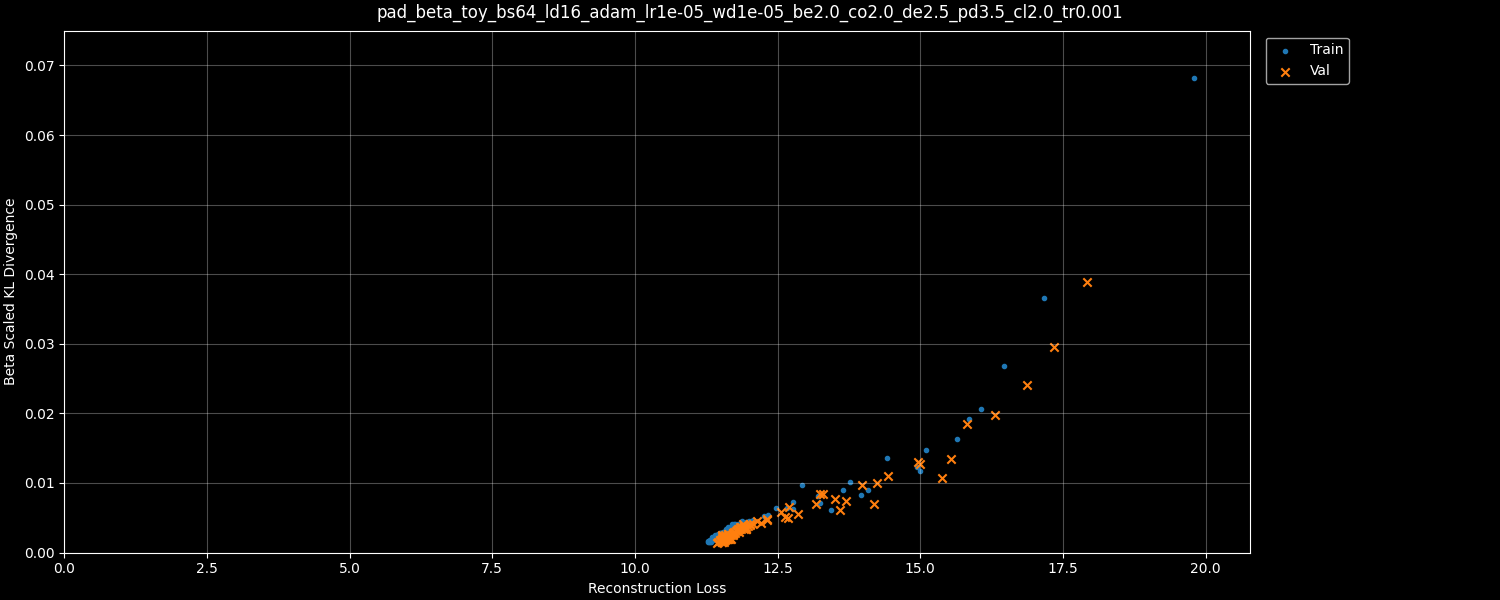 pad_beta_toy_bs64_ld16_adam_lr1e-05_wd1e-05_be2.0_co2.0_de2.5_pd3.5_cl2.0_tr0.001
Train
Val
Beta Scaled KL Divergence
0.07
0.06
0.05
0.04
0.03
0.02
0.01
0.00
0.0 2.5 5.0 7.5 10.0 12.5 15.0 17.5 20.0
Reconstruction Loss